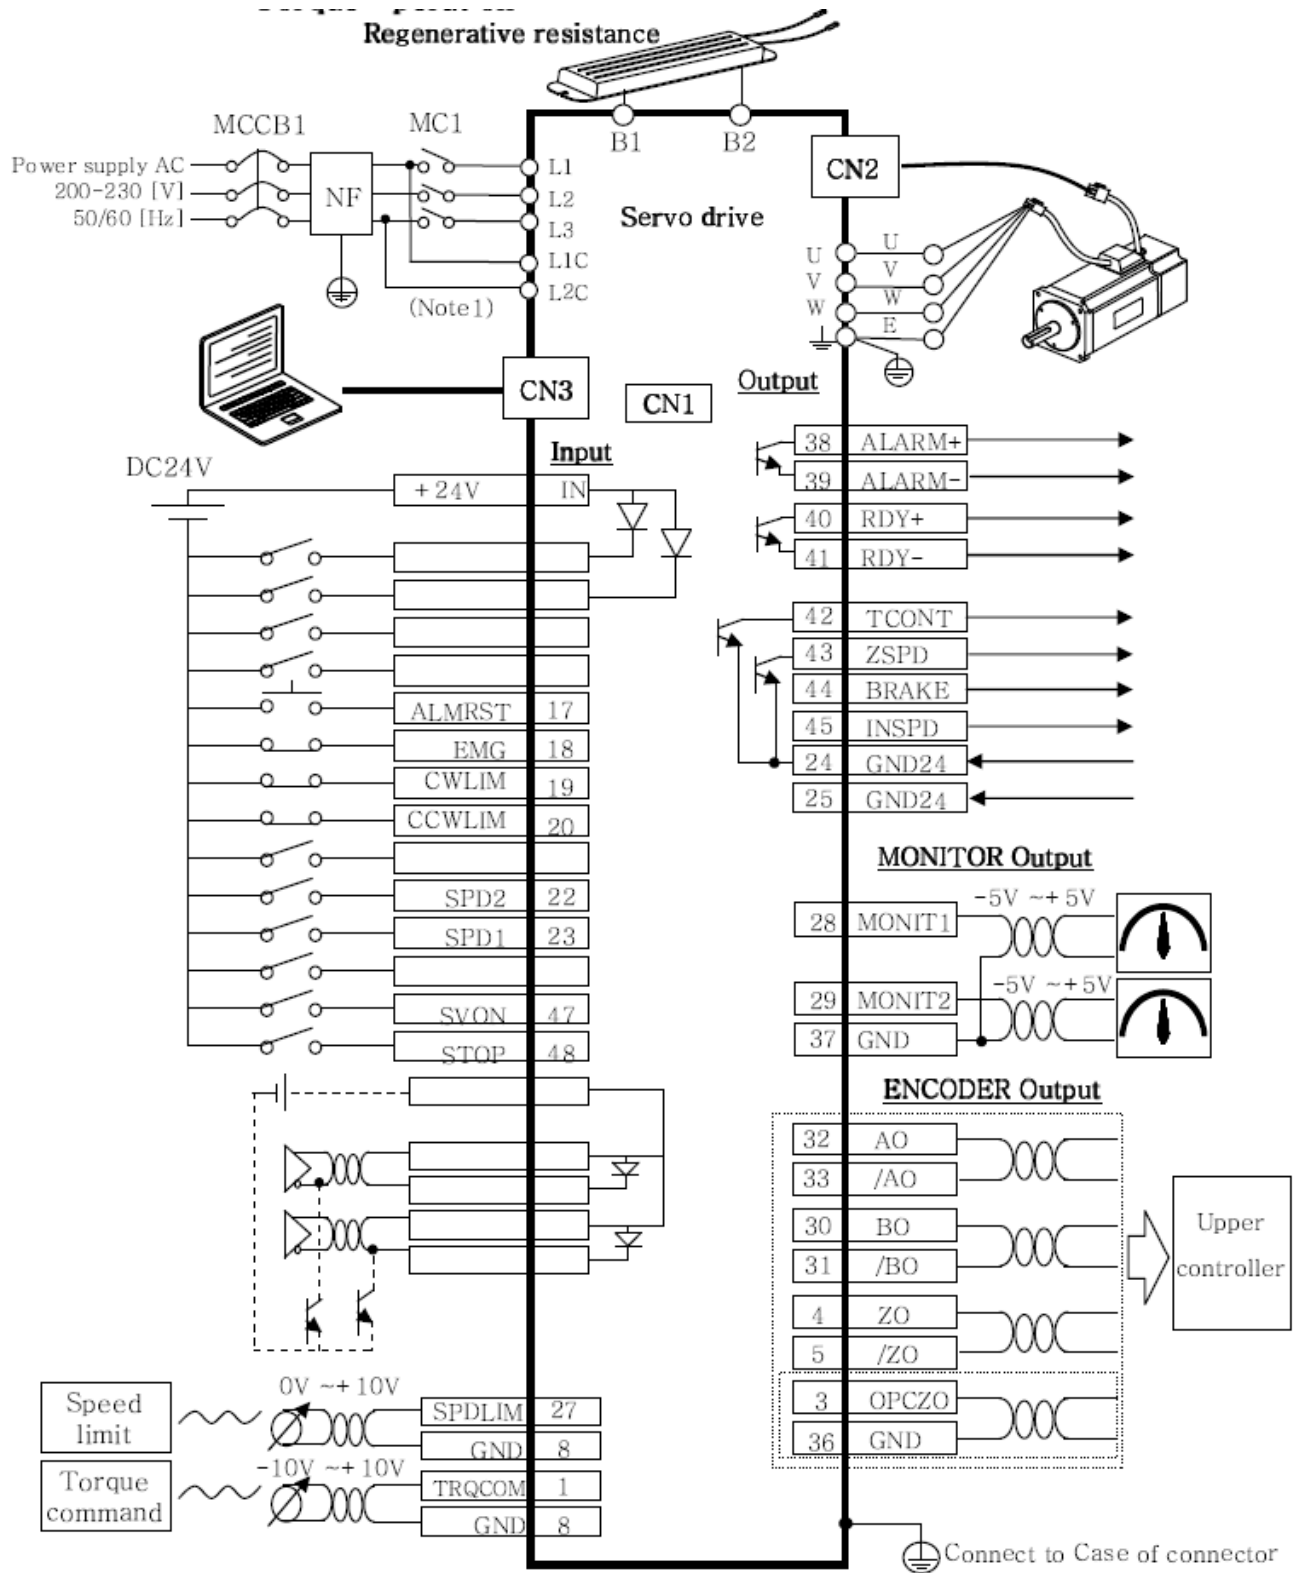 Regenerative resistance
MCCB1
MC1
B1
B2
Power supply AC
200-230 [V]
50/60 [Hz]
NF
L1
L2
L3
L1C
L2C
(Note1)
Servo drive
CN2
U
V
W
U
V
W
E
CN3
CN1
Output
Input
DC24V
+24V IN
ALMRST 17
EMG 18
CWLIM 19
CCWLIM 20
SPD2 22
SPD1 23
SVON 47
STOP 48
38 ALARM+
39 ALARM-
40 RDY+
41 RDY-
42 TCONT
43 ZSPD
44 BRAKE
45 INSPD
24 GND24
25 GND24
MONITOR Output
-5V ~+5V
28 MONIT1
-5V ~+5V
29 MONIT2
37 GND
ENCODER Output
32 AO
33 /AO
30 BO
31 /BO
4 ZO
5 /ZO
3 OPCZO
36 GND
Upper
controller
Speed
limit
0V ~+10V
SPDLIM 27
GND 8
Torque
command
-10V ~+10V
TRQCOM 1
GND 8
Connect to Case of connector